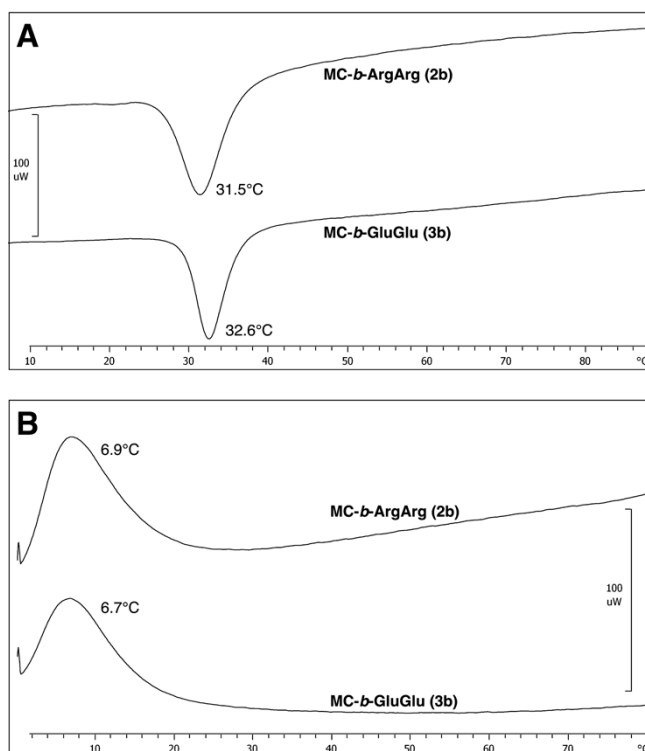 A
MC-b-ArgArg (2b)
100
uW
31.5°C
MC-b-GluGlu (3b)
32.6°C
10 20 30 40 50 60 70 80 °C
B
6.9°C
MC-b-ArgArg (2b)
100
uW
6.7°C
MC-b-GluGlu (3b)
10 20 30 40 50 60 70 °C